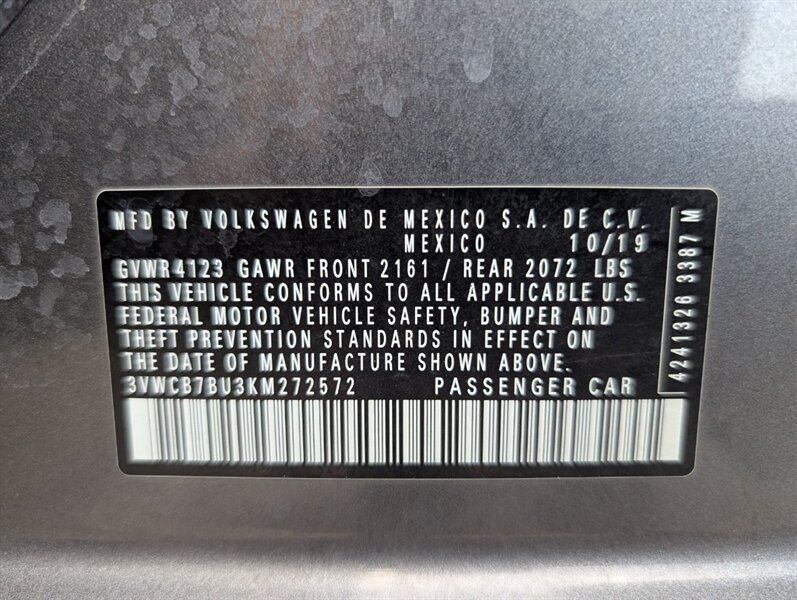 MFD BY VOLKSWAGEN DE MEXICO S.A. DE C.V.
MEXICO 10/19
GVWR4123 GAWR FRONT 2161 / REAR 2072 LBS
THIS VEHICLE CONFORMS TO ALL APPLICABLE U.S.
FEDERAL MOTOR VEHICLE SAFETY, BUMPER AND
THEFT PREVENTION STANDARDS IN EFFECT ON
THE DATE OF MANUFACTURE SHOWN ABOVE.
3VWCB7BU3KM272572 PASSENGER CAR
4241326 3387 M